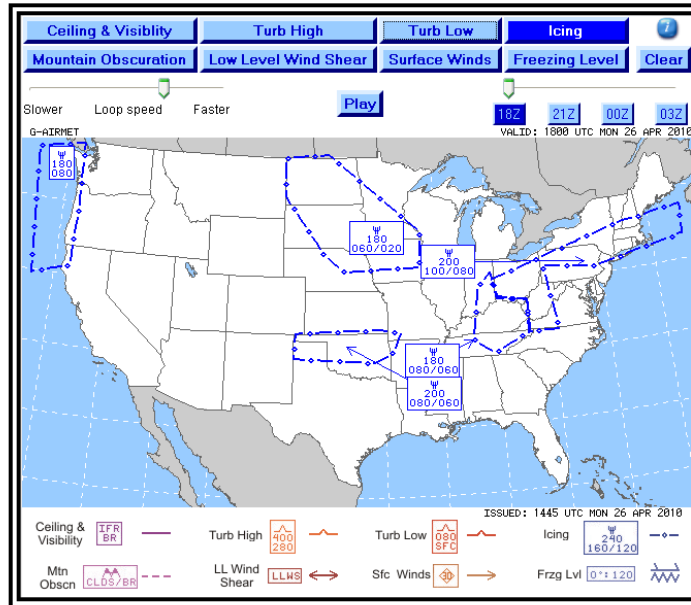 Ceiling & Visiblity Turb High Turb Low Icing
Mountain Obscuration Low Level Wind Shear Surface Winds Freezing Level Clear
Slower Loop speed Faster Play 18Z 21Z 00Z 03Z
G-AIRMET VALID: 1800 UTC MON 26 APR 2010
180
080
180
060/020
200
100/080
180
080/060
200
080/060
ISSUED: 1445 UTC MON 26 APR 2010
Ceiling &
Visibility
IFR
BR
Turb High
400
280
Turb Low
080
SFC
Icing
240
160/120
Mtn
Obscn
CLDS/BR
LL Wind
Shear
LLWS
Sfc Winds
30
Frzg Lvl
0°:120